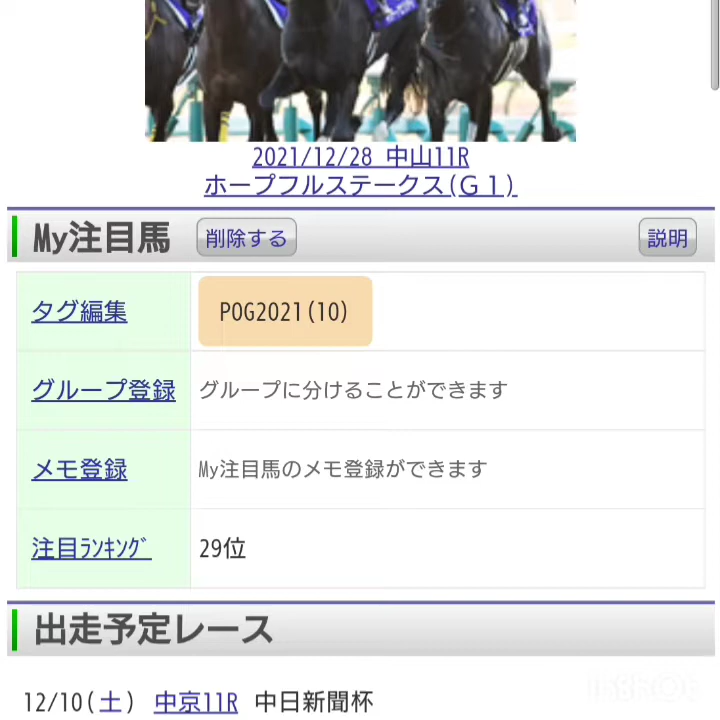 2021/12/28 中山11R
ホープフルステークス(G1)
My注目馬 削除する 説明
タグ編集 POG2021(10)
グループ登録 グループに分けることができます
メモ登録 My注目馬のメモ登録ができます
注目ﾗﾝｷﾝｸﾞ 29位
出走予定レース
12/10(土) 中京11R 中日新聞杯